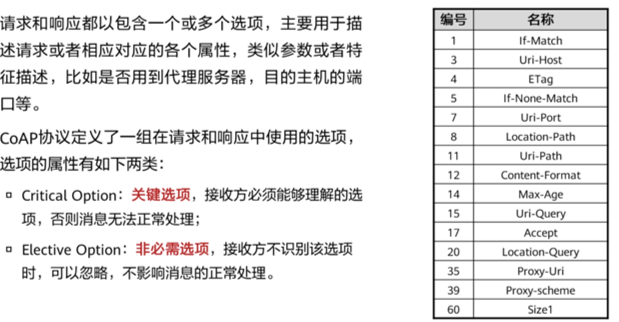 请求和响应都以包含一个或多个选项，主要用于描
述请求或者相应对应的各个属性，类似参数或者特
征描述，比如是否用到代理服务器，目的主机的端
口等。
CoAP协议定义了一组在请求和响应中使用的选项，
选项的属性有如下两类：
Critical Option：关键选项，接收方必须能够理解的选
项，否则消息无法正常处理；
Elective Option：非必需选项，接收方不识别该选项
时，可以忽略，不影响消息的正常处理。
编号 名称
1 If-Match
3 Uri-Host
4 ETag
5 If-None-Match
7 Uri-Port
8 Location-Path
11 Uri-Path
12 Content-Format
14 Max-Age
15 Uri-Query
17 Accept
20 Location-Query
35 Proxy-Uri
39 Proxy-scheme
60 Size1